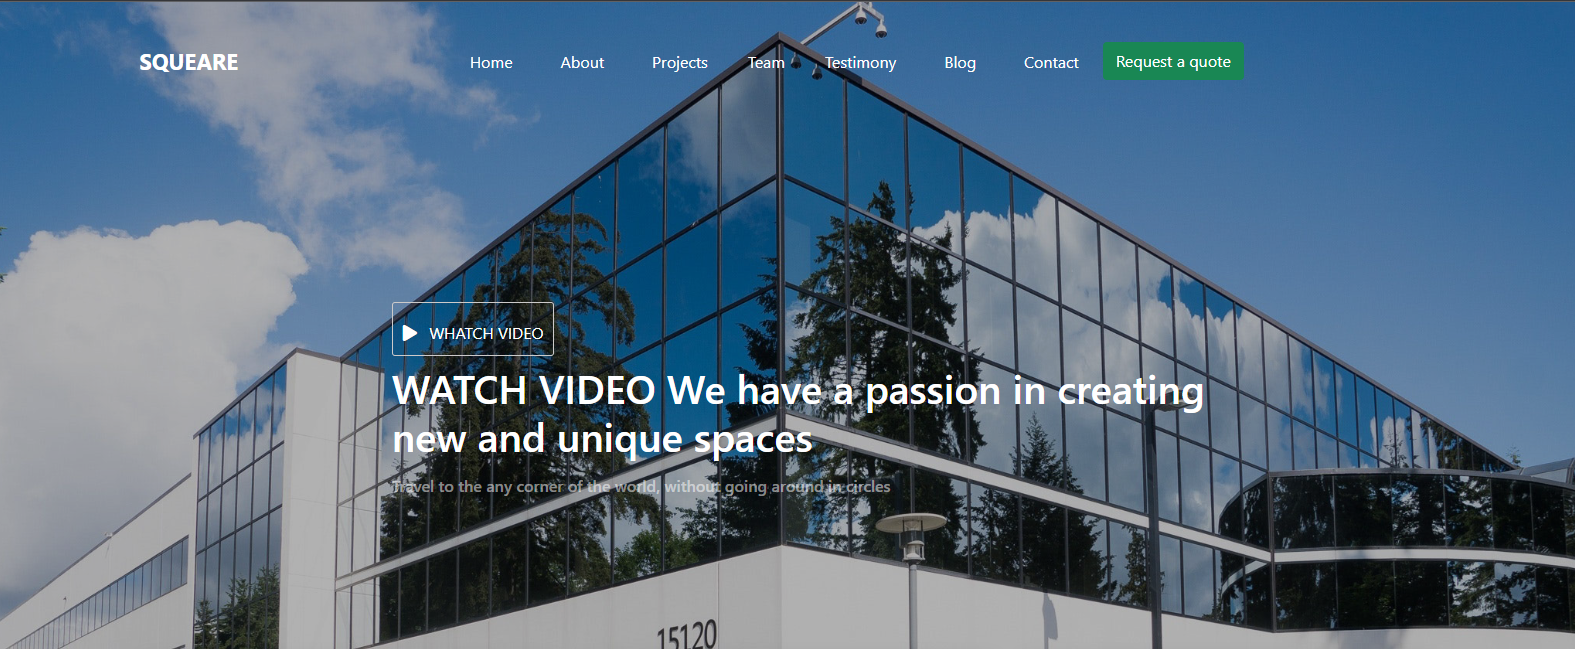 SQUEARE
Home About Projects Team Testimony Blog Contact Request a quote
WHATCH VIDEO
WATCH VIDEO We have a passion in creating
new and unique spaces
Travel to the any corner of the world, without going around in circles
15120